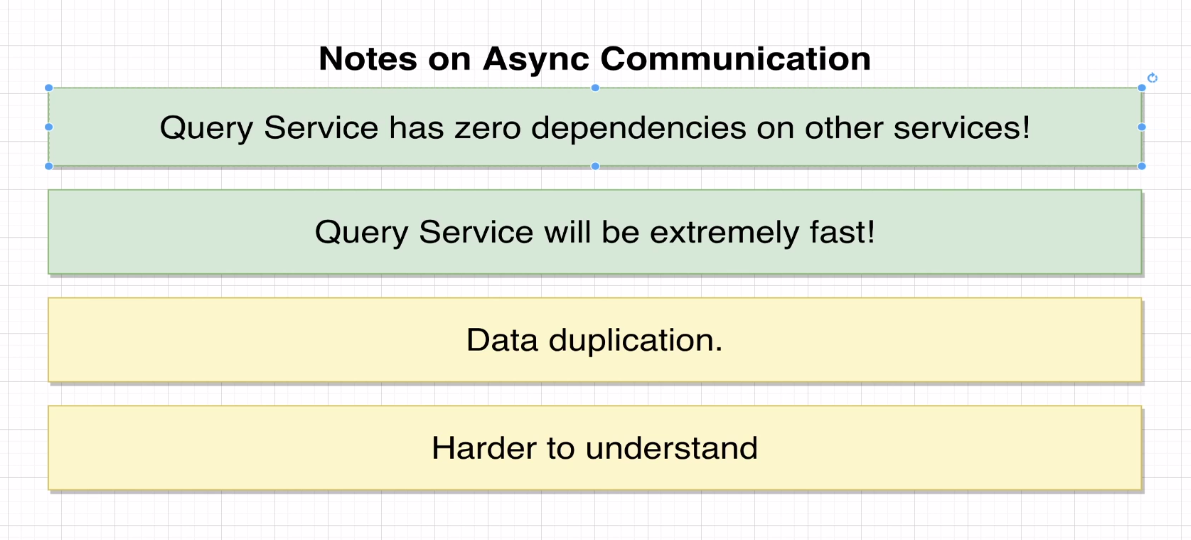 Notes on Async Communication
Query Service has zero dependencies on other services!
Query Service will be extremely fast!
Data duplication.
Harder to understand